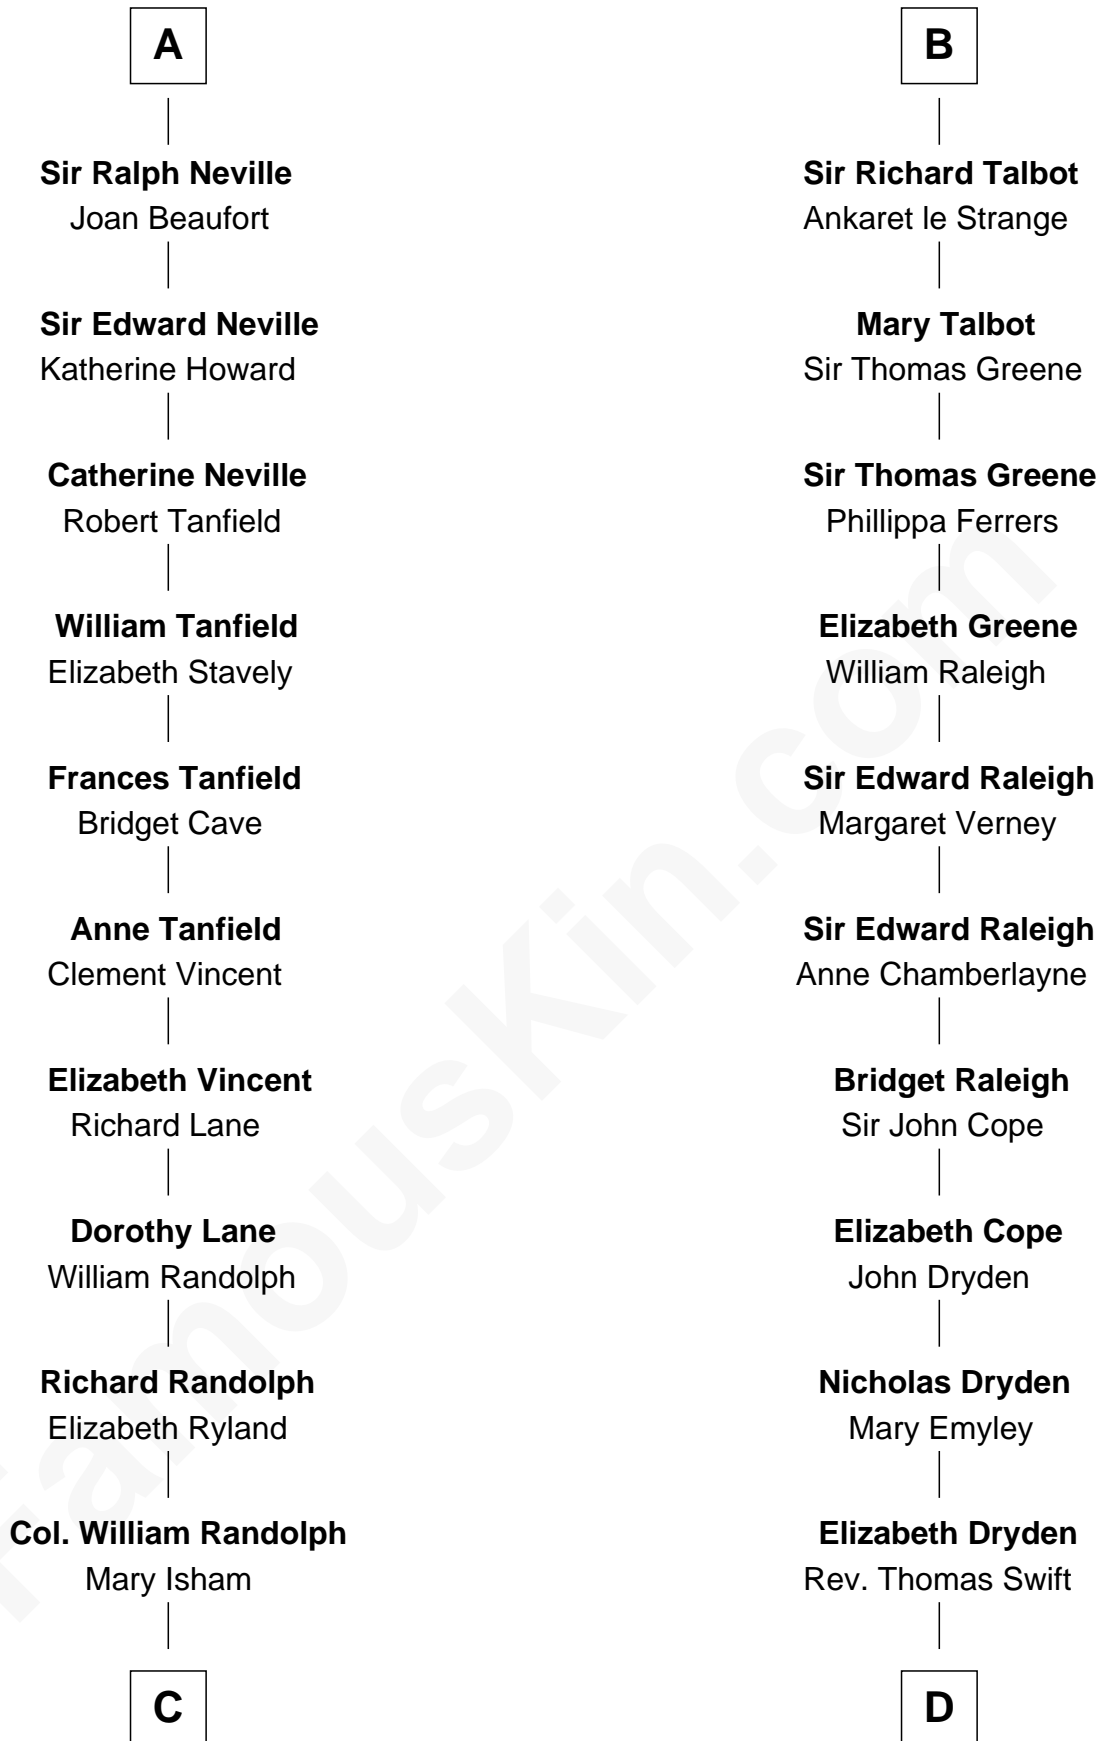 A
Sir Ralph Neville
Joan Beaufort
Sir Edward Neville
Katherine Howard
Catherine Neville
Robert Tanfield
William Tanfield
Elizabeth Stavely
Frances Tanfield
Bridget Cave
Anne Tanfield
Clement Vincent
Elizabeth Vincent
Richard Lane
Dorothy Lane
William Randolph
Richard Randolph
Elizabeth Ryland
Col. William Randolph
Mary Isham
C
B
Sir Richard Talbot
Ankaret le Strange
Mary Talbot
Sir Thomas Greene
Sir Thomas Greene
Phillippa Ferrers
Elizabeth Greene
William Raleigh
Sir Edward Raleigh
Margaret Verney
Sir Edward Raleigh
Anne Chamberlayne
Bridget Raleigh
Sir John Cope
Elizabeth Cope
John Dryden
Nicholas Dryden
Mary Emyley
Elizabeth Dryden
Rev. Thomas Swift
D
FamousKin.com